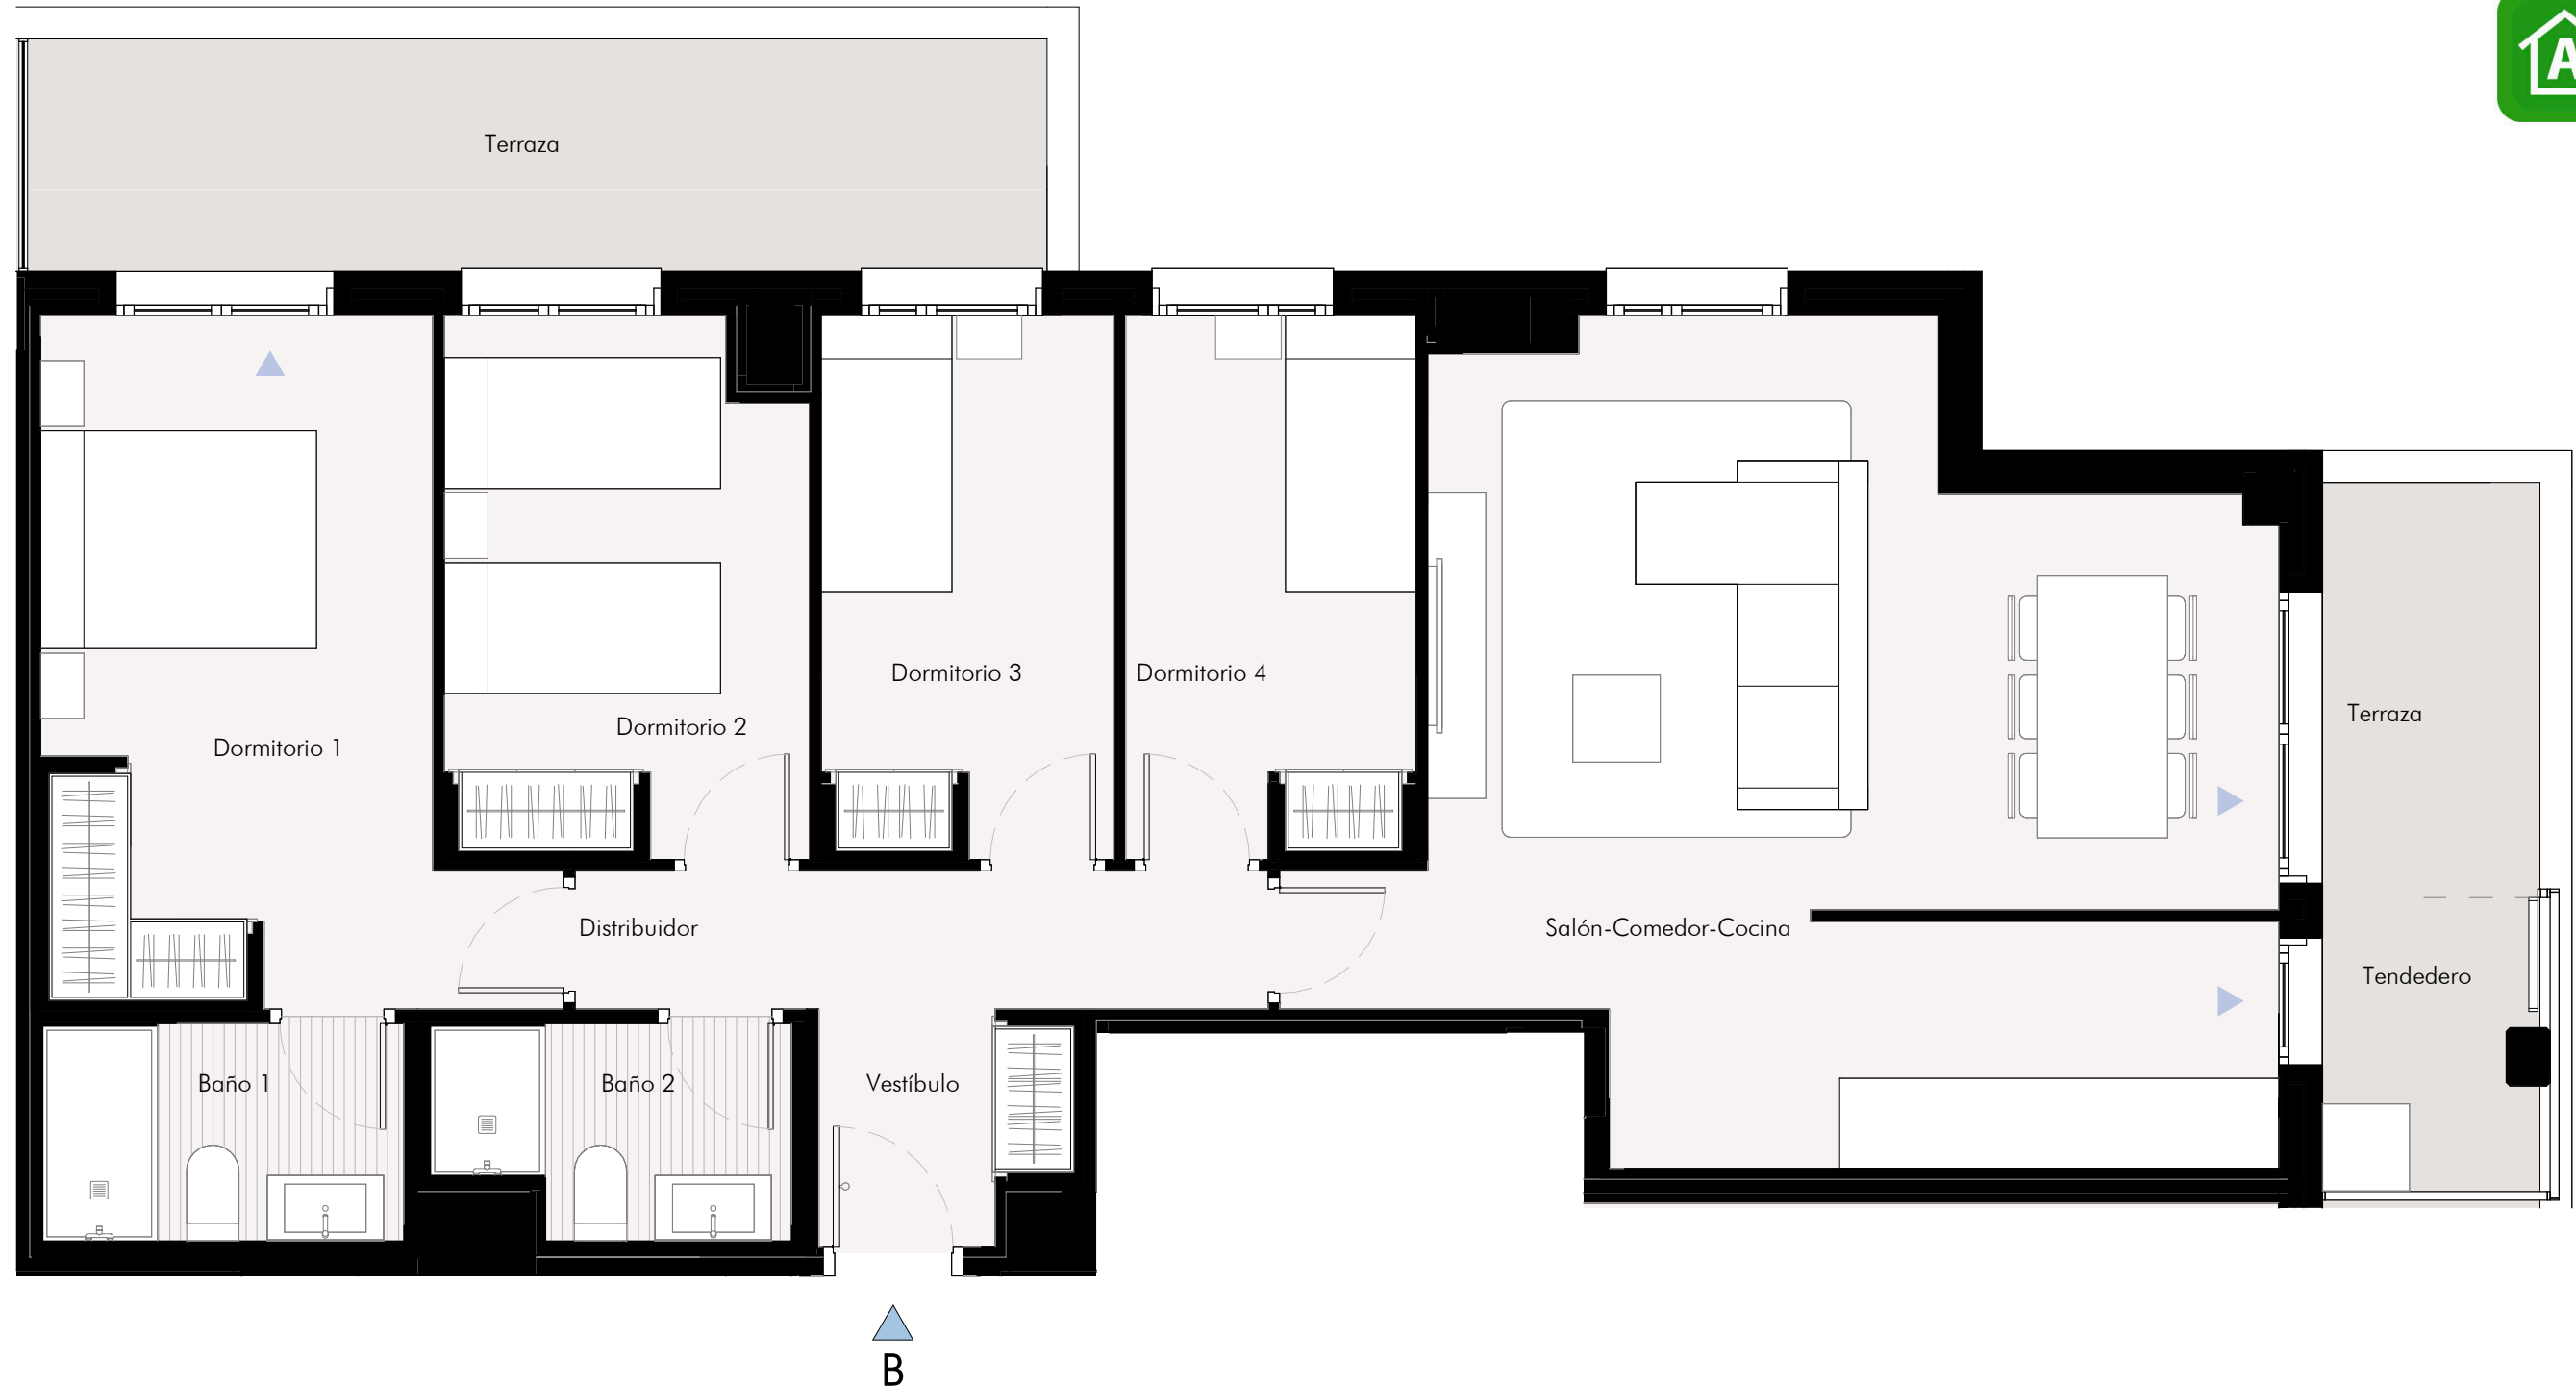 A
Terraza
Dormitorio 3
Dormitorio 4
Dormitorio 2
Dormitorio 1
Terraza
Distribuidor
Salón-Comedor-Cocina
Tendedero
Baño 1
Baño 2
Vestíbulo
B